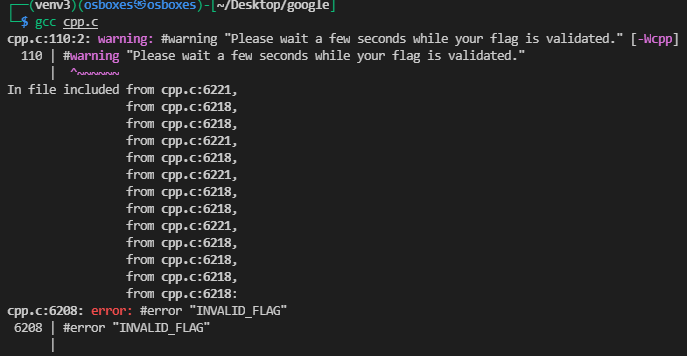 ┌──(venv3)(osboxes㉿osboxes)-[~/Desktop/google]
└─$ gcc cpp.c
cpp.c:110:2: warning: #warning "Please wait a few seconds while your flag is validated." [-Wcpp]
  110 | #warning "Please wait a few seconds while your flag is validated."
      |  ^~~~~~~
In file included from cpp.c:6221,
                 from cpp.c:6218,
                 from cpp.c:6218,
                 from cpp.c:6221,
                 from cpp.c:6218,
                 from cpp.c:6221,
                 from cpp.c:6218,
                 from cpp.c:6218,
                 from cpp.c:6221,
                 from cpp.c:6218,
                 from cpp.c:6218,
                 from cpp.c:6218,
                 from cpp.c:6218:
cpp.c:6208: error: #error "INVALID_FLAG"
 6208 | #error "INVALID_FLAG"
      |